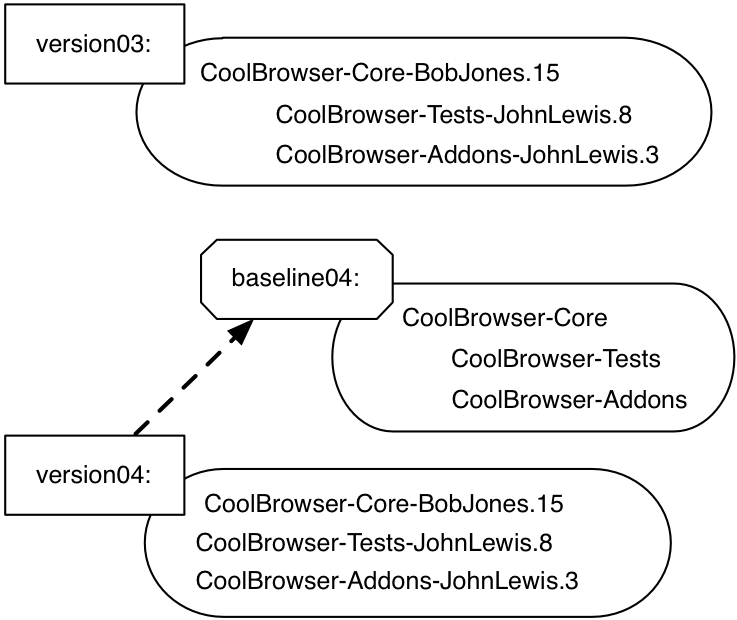 version03:
CoolBrowser-Core-BobJones.15
CoolBrowser-Tests-JohnLewis.8
CoolBrowser-Addons-JohnLewis.3
baseline04:
CoolBrowser-Core
CoolBrowser-Tests
CoolBrowser-Addons
version04:
CoolBrowser-Core-BobJones.15
CoolBrowser-Tests-JohnLewis.8
CoolBrowser-Addons-JohnLewis.3